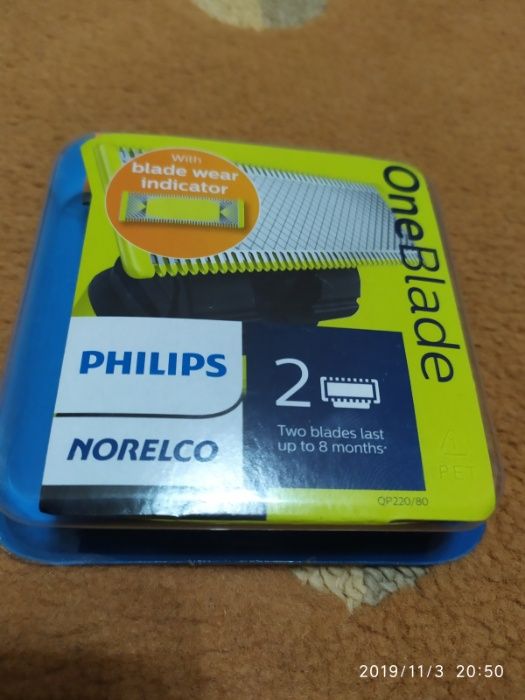 With
blade wear
indicator
OneBlade
PHILIPS
NORELCO
2
Two blades last
up to 8 months*
1
PET
QP220/80
2019/11/3 20:50